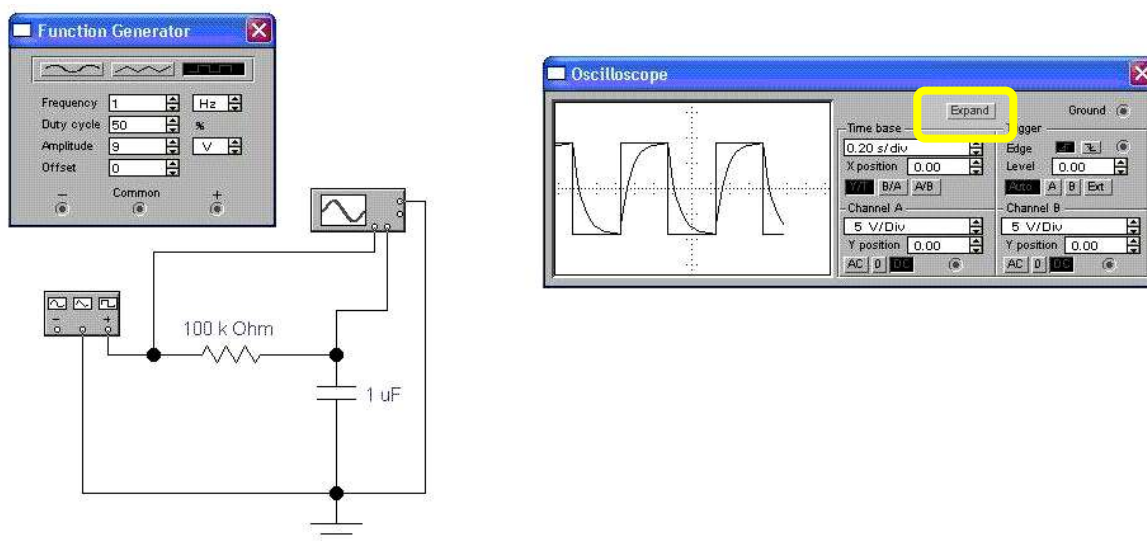 Function Generator
Frequency 1 Hz
Duty cycle 50 %
Amplitude 9 V
Offset 0
− Common +
− +
100 k Ohm
1 uF
Oscilloscope
Expand Ground
Time base
0.20 s/div
X position 0.00
Y/T B/A A/B
Trigger
Edge
Level 0.00
Auto A B Ext
Channel A
5 V/Div
Y position 0.00
AC 0 DC
Channel B
5 V/Div
Y position 0.00
AC 0 DC